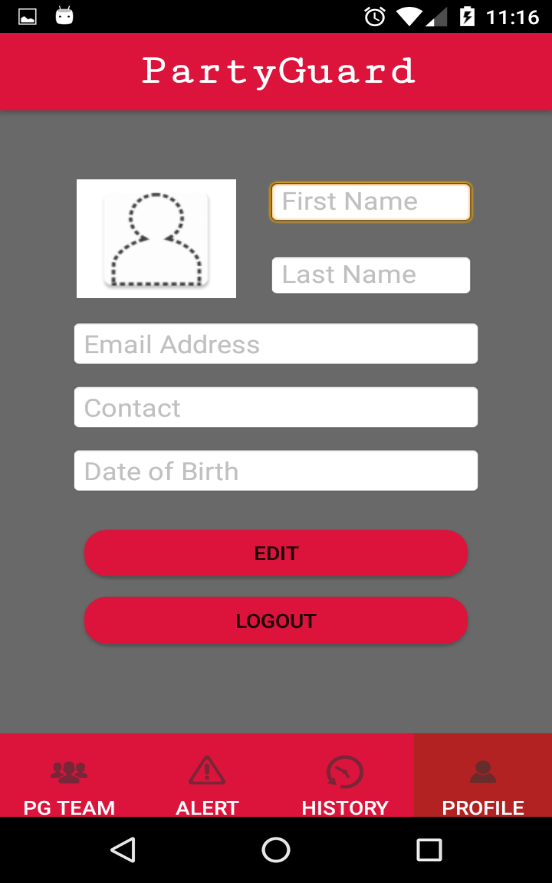 11:16
PartyGuard
First Name
Last Name
Email Address
Contact
Date of Birth
EDIT
LOGOUT
PG TEAM ALERT HISTORY PROFILE